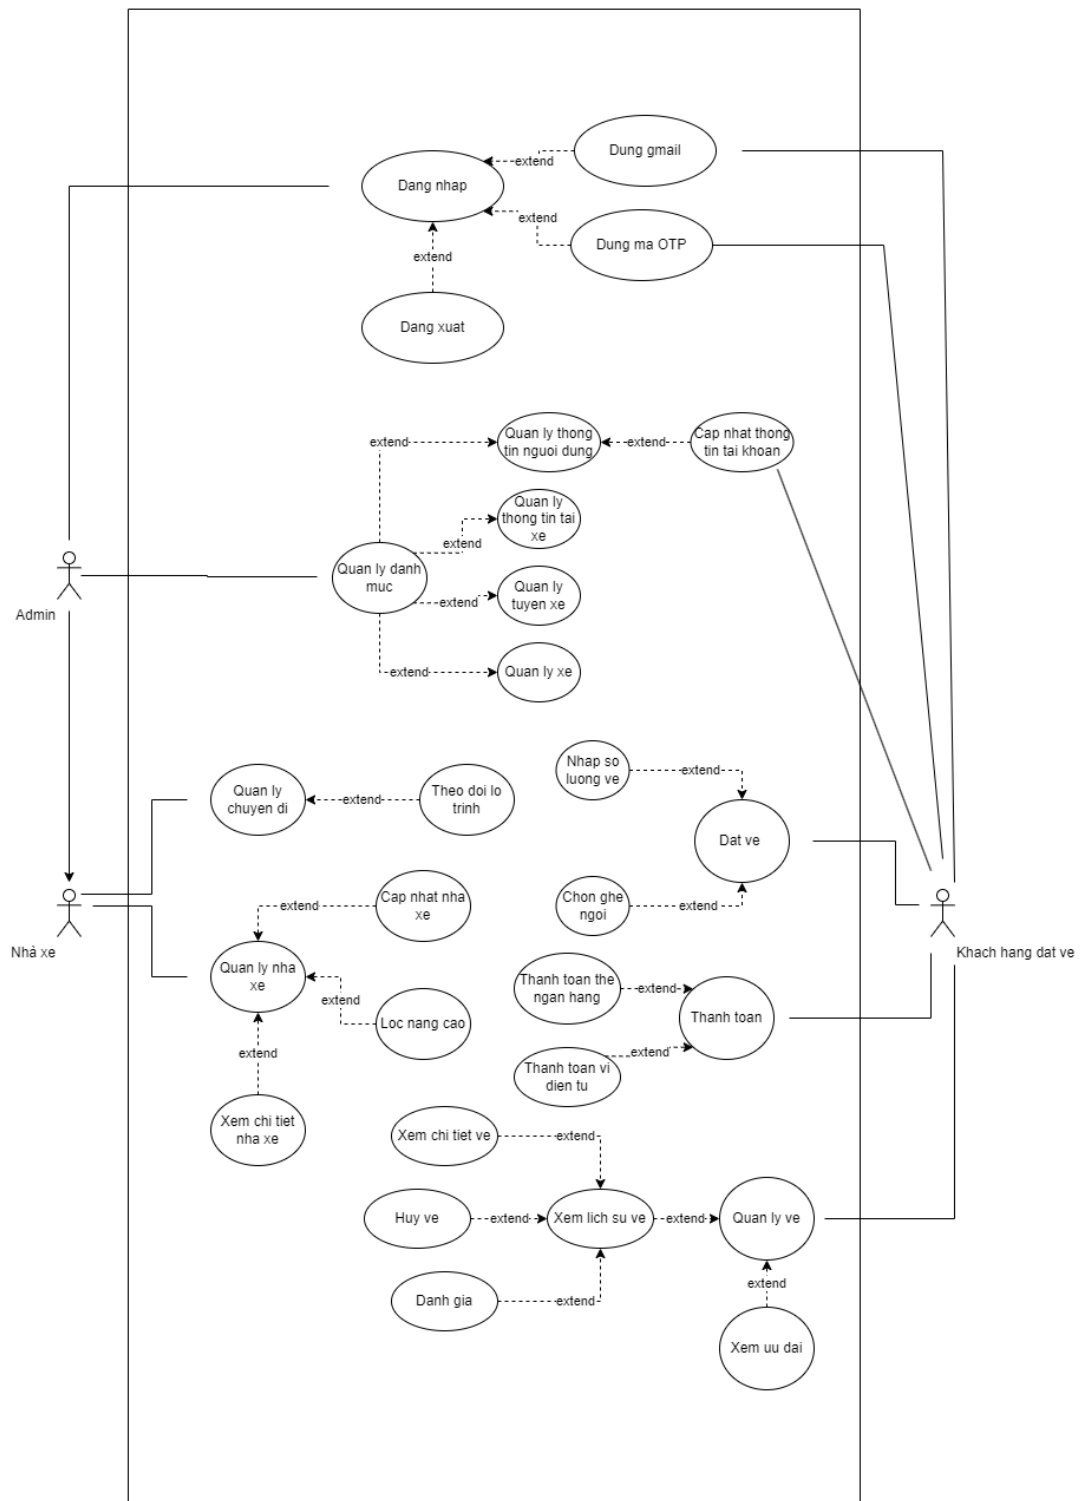 Dung gmail
extend
Dang nhap
extend
Dung ma OTP
extend
Dang xuat
extend
Quan ly thong
tin nguoi dung
extend
Cap nhat thong
tin tai khoan
Quan ly
thong tin tai
xe
extend
Quan ly danh
muc
extend
Quan ly
tuyen xe
Admin
extend
Quan ly xe
Nhap so
luong ve
extend
Quan ly
chuyen di
extend
Theo doi lo
trinh
Dat ve
Cap nhat nha
xe
extend
Chon ghe
ngoi
extend
Nhà xe
Khach hang dat ve
Quan ly nha
xe
extend
Loc nang cao
Thanh toan the
ngan hang
extend
Thanh toan
extend
Thanh toan vi
dien tu
extend
Xem chi tiet
nha xe
Xem chi tiet ve
extend
Huy ve
extend
Xem lich su ve
extend
Quan ly ve
Danh gia
extend
extend
Xem uu dai